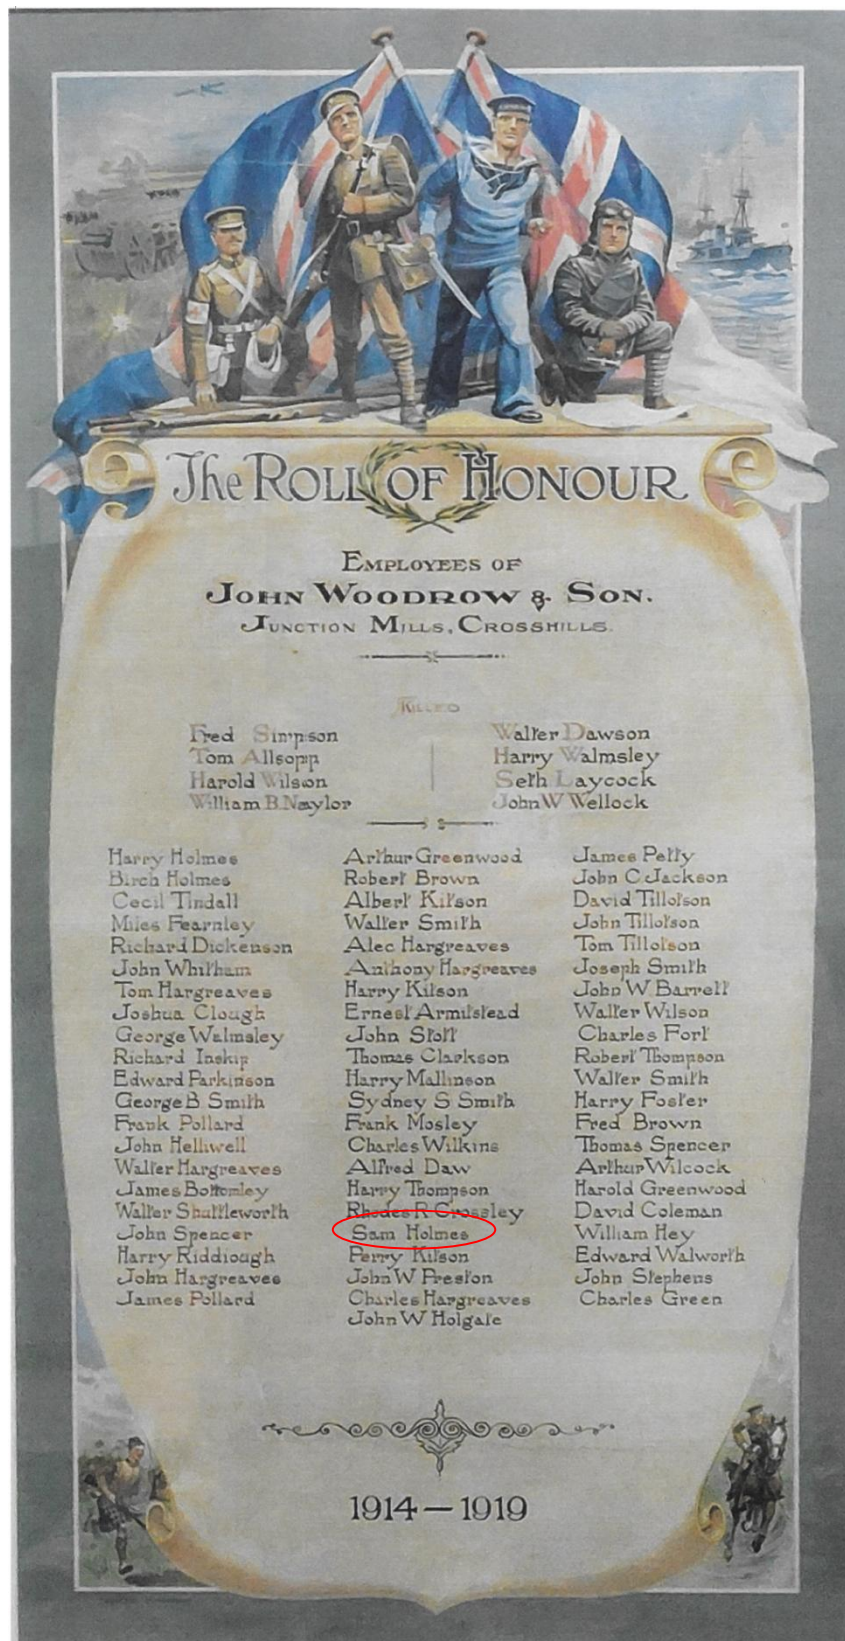 The ROLL OF HONOUR
EMPLOYEES OF
JOHN WOODROW & SON.
JUNCTION MILLS, CROSSHILLS.
KILLED
Fred Simpson
Tom Allsopp
Harold Wilson
William B. Naylor
Walter Dawson
Harry Walmsley
Seth Laycock
John W Wellock
Harry Holmes
Birch Holmes
Cecil Tindall
Miles Fearnley
Richard Dickenson
John Whitham
Tom Hargreaves
Joshua Clough
George Walmsley
Richard Inskip
Edward Parkinson
George B Smith
Frank Pollard
John Helliwell
Walter Hargreaves
James Bottomley
Walter Shuttleworth
John Spencer
Harry Riddiough
John Hargreaves
James Pollard
Arthur Greenwood
Robert Brown
Albert Kitson
Walter Smith
Alec Hargreaves
Anthony Hargreaves
Harry Kitson
Ernest Armitstead
John Stott
Thomas Clarkson
Harry Mallinson
Sydney S Smith
Frank Mosley
Charles Wilkins
Alfred Daw
Harry Thompson
Rhodes R Crossley
Sam Holmes
Perry Kitson
John W Preston
Charles Hargreaves
John W Holgate
James Petty
John C Jackson
David Tillotson
John Tillotson
Tom Tillotson
Joseph Smith
John W Barrett
Walter Wilson
Charles Fort
Robert Thompson
Walter Smith
Harry Foster
Fred Brown
Thomas Spencer
Arthur Wilcock
Harold Greenwood
David Coleman
William Hey
Edward Walworth
John Stephens
Charles Green
1914 — 1919